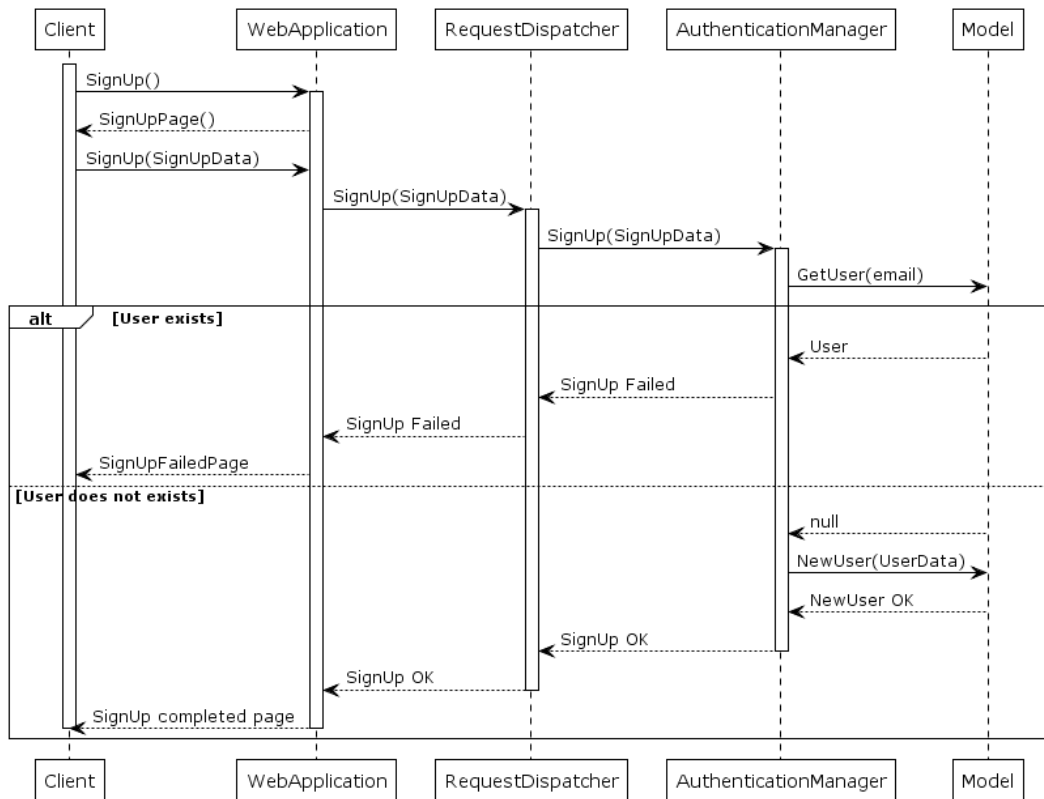 Client WebApplication RequestDispatcher AuthenticationManager Model
SignUp()
SignUpPage()
SignUp(SignUpData)
SignUp(SignUpData)
SignUp(SignUpData)
GetUser(email)
alt [User exists]
User
SignUp Failed
SignUp Failed
SignUpFailedPage
[User does not exists]
null
NewUser(UserData)
NewUser OK
SignUp OK
SignUp OK
SignUp completed page
Client WebApplication RequestDispatcher AuthenticationManager Model